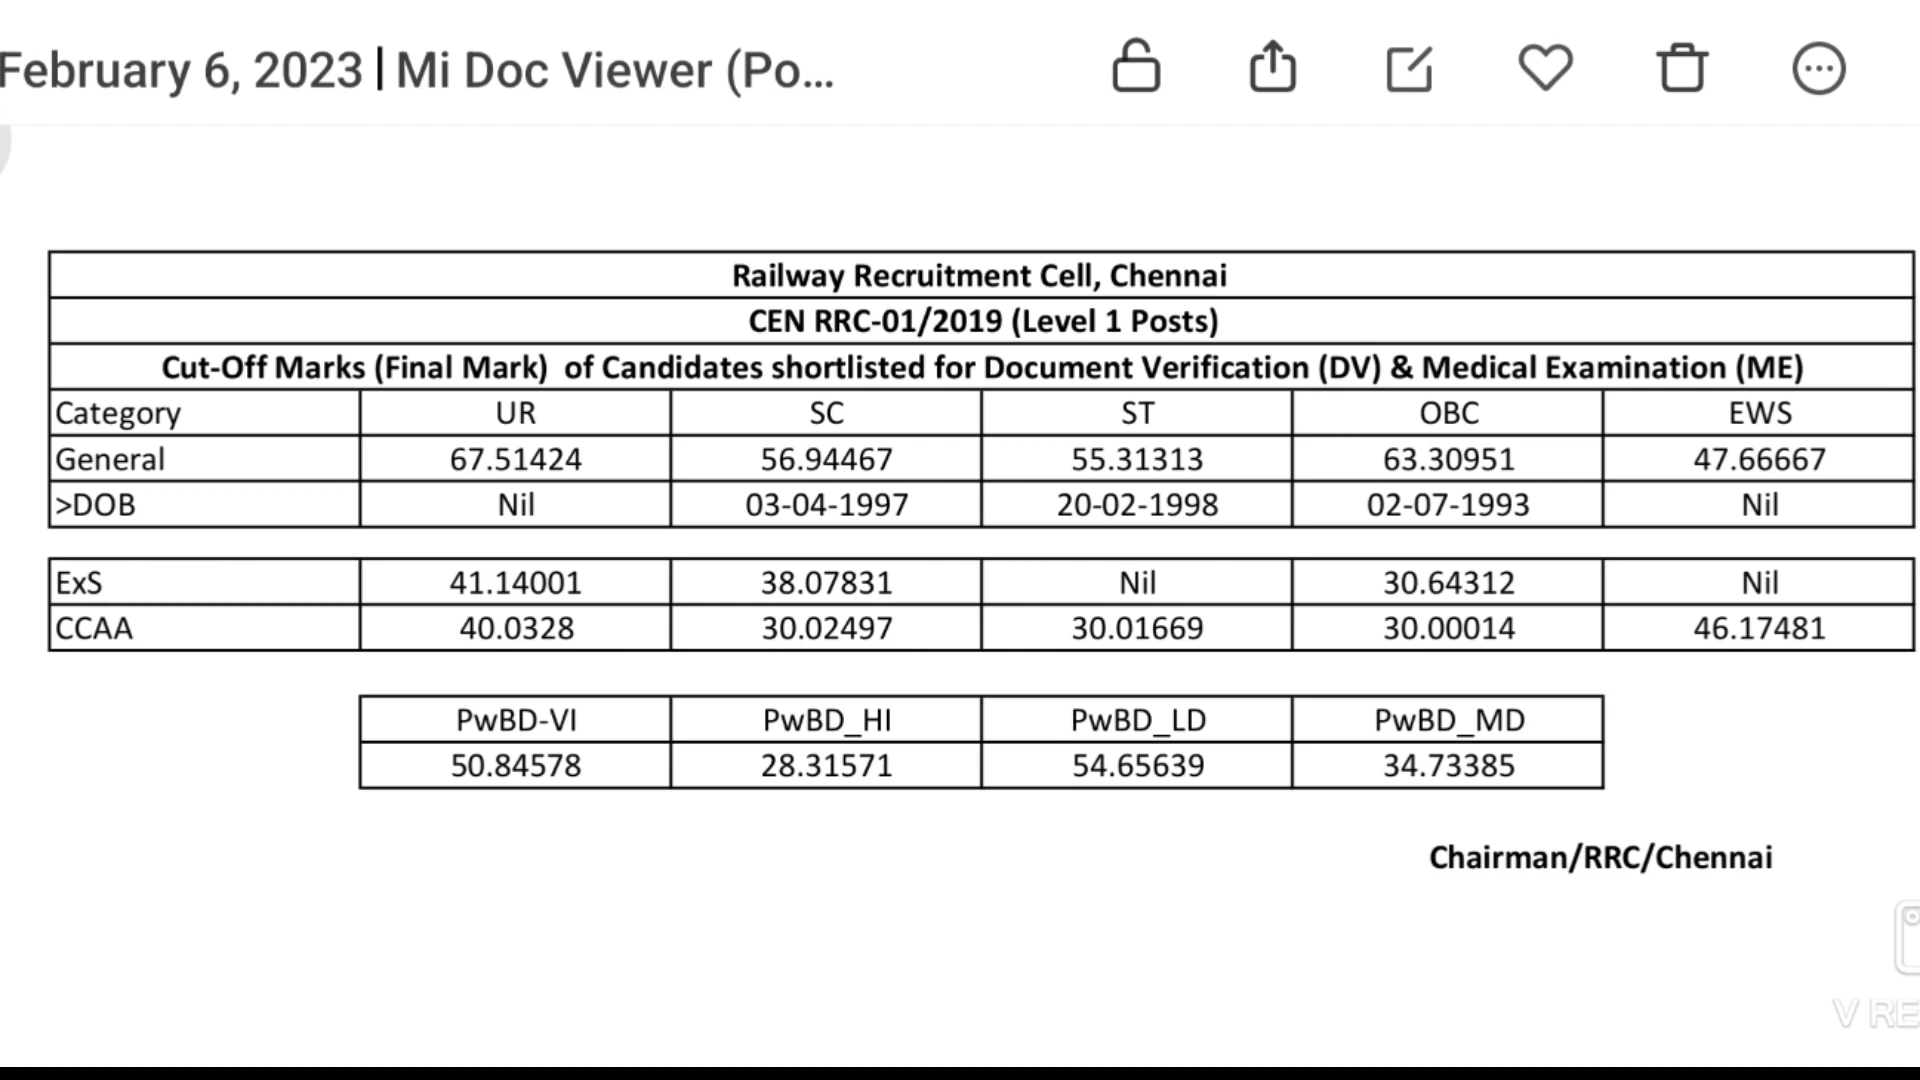 February 6, 2023 | Mi Doc Viewer (Po...
Railway Recruitment Cell, Chennai
CEN RRC-01/2019 (Level 1 Posts)
Cut-Off Marks (Final Mark) of Candidates shortlisted for Document Verification (DV) & Medical Examination (ME)
Category UR SC ST OBC EWS
General 67.51424 56.94467 55.31313 63.30951 47.66667
>DOB Nil 03-04-1997 20-02-1998 02-07-1993 Nil
ExS 41.14001 38.07831 Nil 30.64312 Nil
CCAA 40.0328 30.02497 30.01669 30.00014 46.17481
PwBD-VI PwBD_HI PwBD_LD PwBD_MD
50.84578 28.31571 54.65639 34.73385
Chairman/RRC/Chennai
V RE